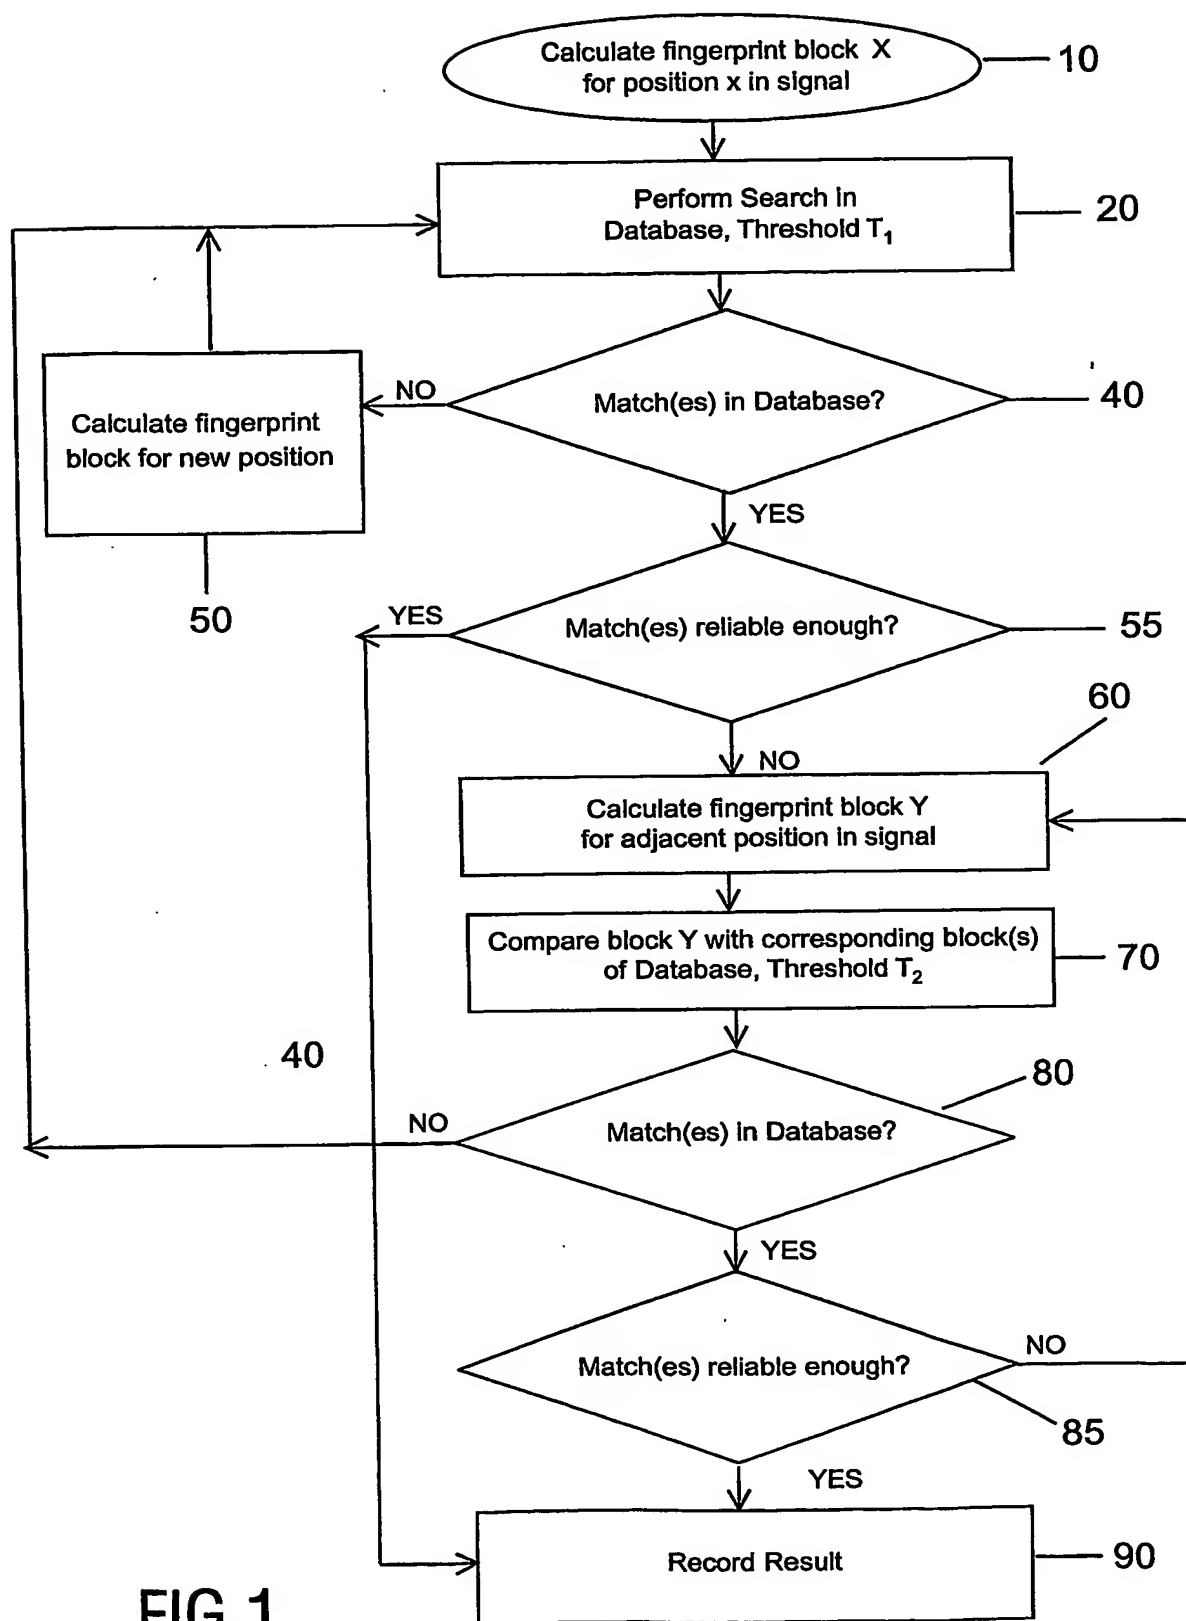 Calculate fingerprint block X
for position x in signal
10
Perform Search in
Database, Threshold T1
20
Match(es) in Database?
40
NO
Calculate fingerprint
block for new position
50
YES
Match(es) reliable enough?
55
YES
NO
60
Calculate fingerprint block Y
for adjacent position in signal
Compare block Y with corresponding block(s)
of Database, Threshold T2
70
40
80
Match(es) in Database?
NO
YES
Match(es) reliable enough?
NO
85
YES
Record Result
90
FIG.1